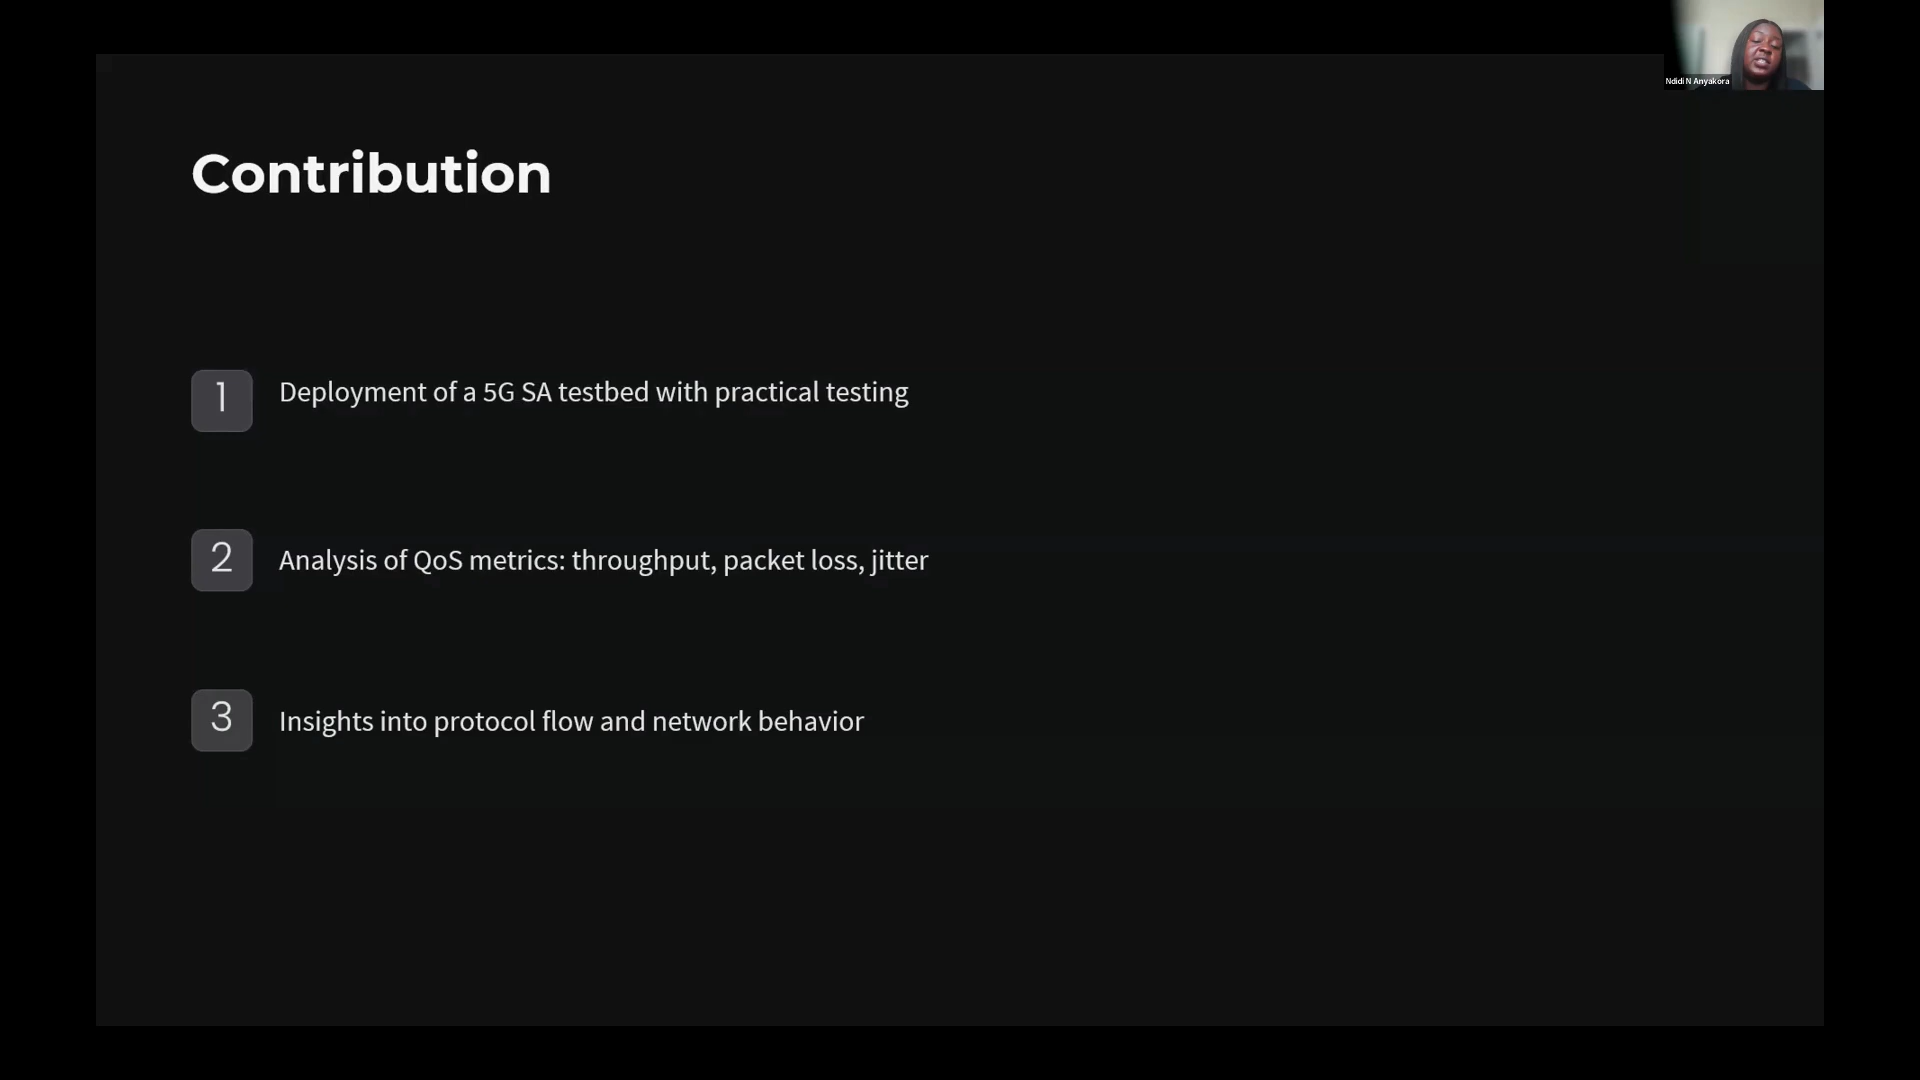 Ndidi N Anyakora
Contribution
1
Deployment of a 5G SA testbed with practical testing
2
Analysis of QoS metrics: throughput, packet loss, jitter
3
Insights into protocol flow and network behavior